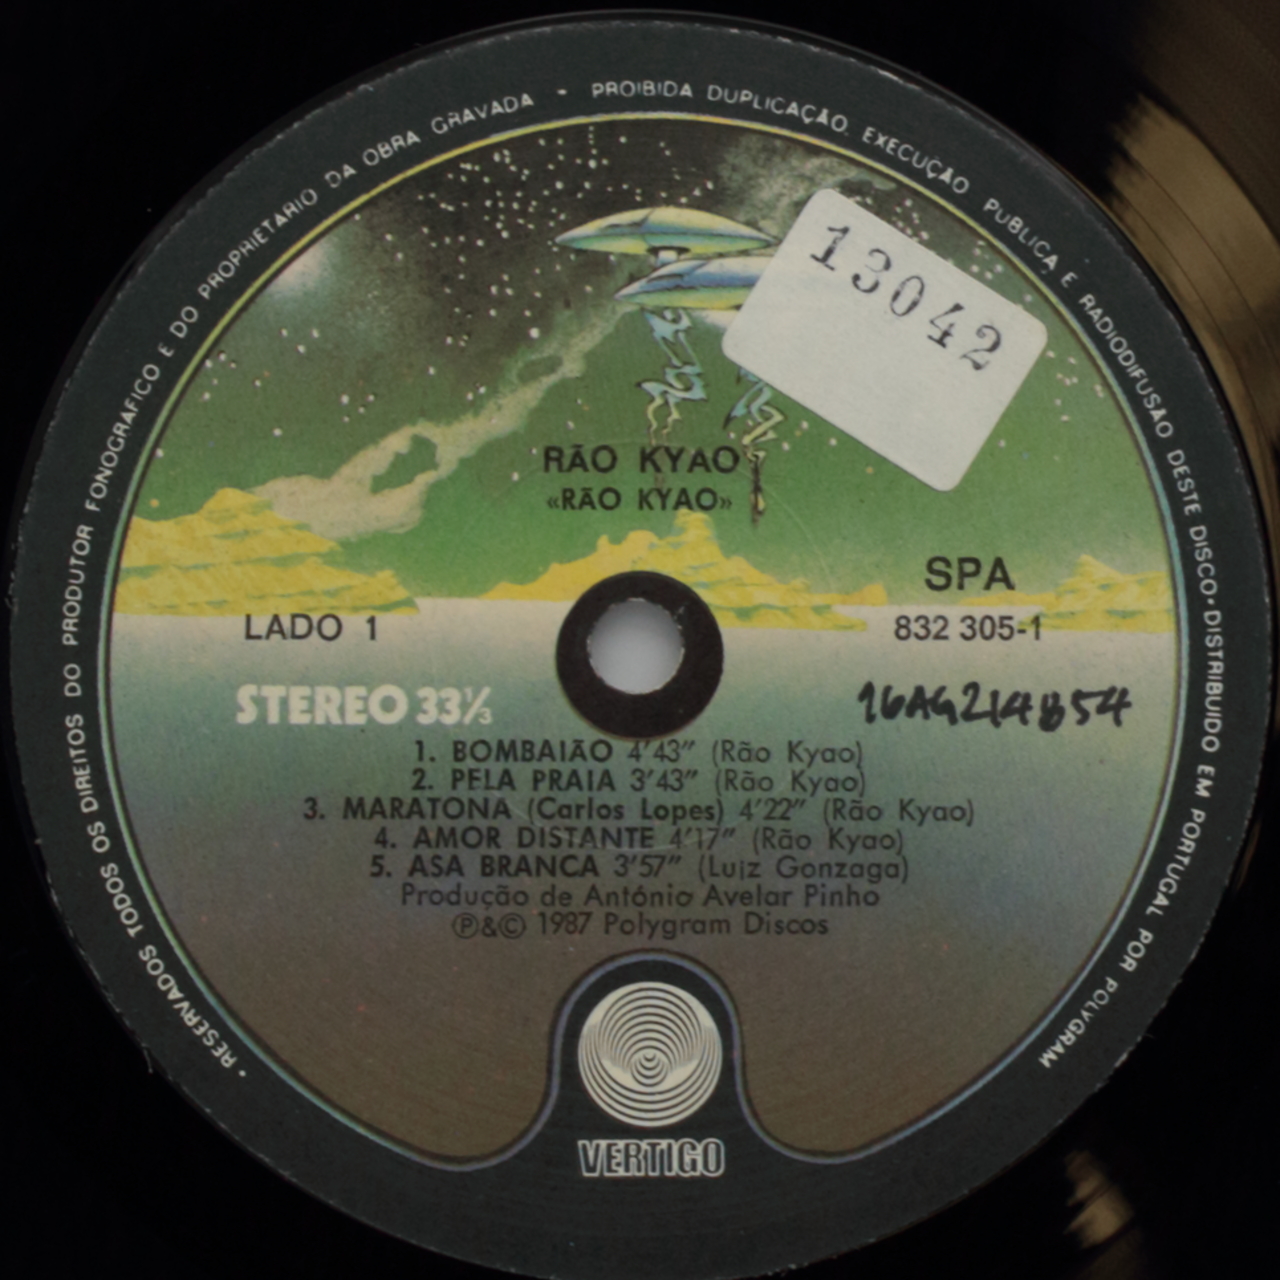 • RESERVADOS TODOS OS DIREITOS DO PRODUTOR FONOGRAFICO E DO PROPRIETARIO DA OBRA GRAVADA - PROIBIDA DUPLICAÇÃO, EXECUÇÃO PUBLICA E RADIODIFUSÃO DESTE DISCO • DISTRIBUIDO EM PORTUGAL POR POLYGRAM
13042
RÃO KYAO
«RÃO KYAO»
SPA
LADO 1
832 305-1
STEREO 33⅓
16AG214854
1. BOMBAIÃO 4'43" (Rão Kyao)
2. PELA PRAIA 3'43" (Rão Kyao)
3. MARATONA (Carlos Lopes) 4'22" (Rão Kyao)
4. AMOR DISTANTE 4'17" (Rão Kyao)
5. ASA BRANCA 3'57" (Luiz Gonzaga)
Produção de António Avelar Pinho
℗&© 1987 Polygram Discos
VERTIGO